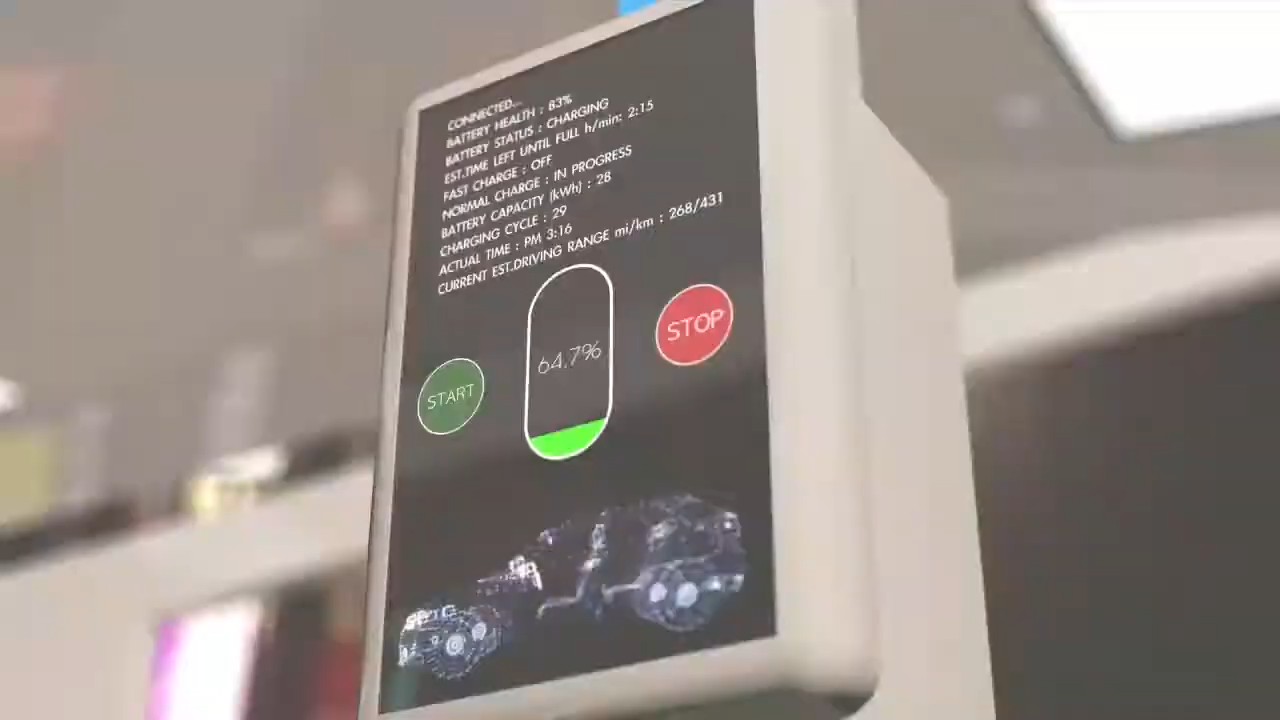 CONNECTED...
BATTERY HEALTH : 83%
BATTERY STATUS : CHARGING
EST.TIME LEFT UNTIL FULL h/min: 2:15
FAST CHARGE : OFF
NORMAL CHARGE : IN PROGRESS
BATTERY CAPACITY (kWh) : 28
CHARGING CYCLE : 29
ACTUAL TIME : PM 3:16
CURRENT EST.DRIVING RANGE mi/km : 268/431
START
64.7%
STOP